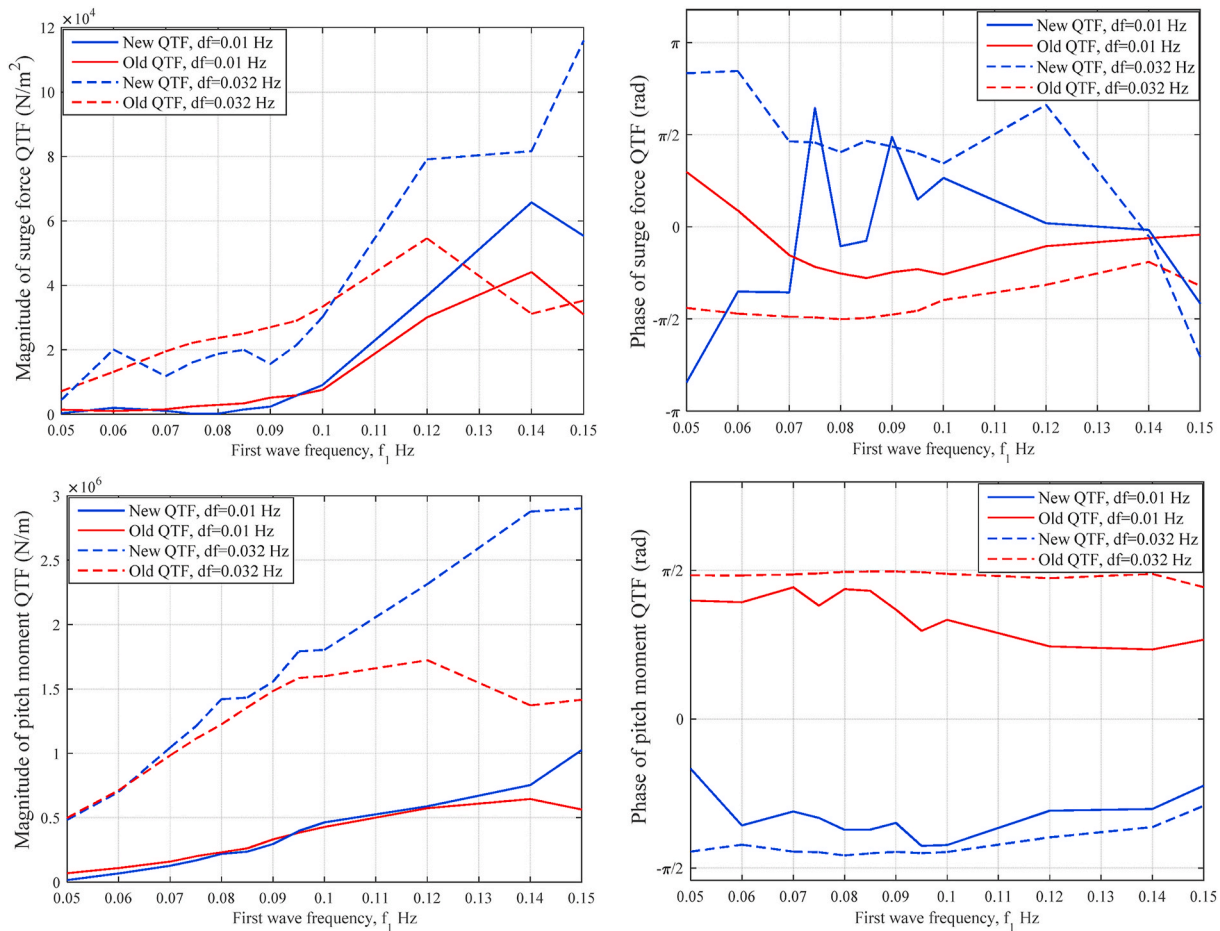 ×10⁴
12
10
8
6
4
2
0
Magnitude of surge force QTF (N/m²)
New QTF, df=0.01 Hz
Old QTF, df=0.01 Hz
New QTF, df=0.032 Hz
Old QTF, df=0.032 Hz
0.05 0.06 0.07 0.08 0.09 0.1 0.11 0.12 0.13 0.14 0.15
First wave frequency, f₁ Hz
π
π/2
0
-π/2
-π
Phase of surge force QTF (rad)
New QTF, df=0.01 Hz
Old QTF, df=0.01 Hz
New QTF, df=0.032 Hz
Old QTF, df=0.032 Hz
0.05 0.06 0.07 0.08 0.09 0.1 0.11 0.12 0.13 0.14 0.15
First wave frequency, f₁ Hz
×10⁶
3
2.5
2
1.5
1
0.5
0
Magnitude of pitch moment QTF (N/m)
New QTF, df=0.01 Hz
Old QTF, df=0.01 Hz
New QTF, df=0.032 Hz
Old QTF, df=0.032 Hz
0.05 0.06 0.07 0.08 0.09 0.1 0.11 0.12 0.13 0.14 0.15
First wave frequency, f₁ Hz
π/2
0
-π/2
Phase of pitch moment QTF (rad)
New QTF, df=0.01 Hz
Old QTF, df=0.01 Hz
New QTF, df=0.032 Hz
Old QTF, df=0.032 Hz
0.05 0.06 0.07 0.08 0.09 0.1 0.11 0.12 0.13 0.14 0.15
First wave frequency, f₁ Hz